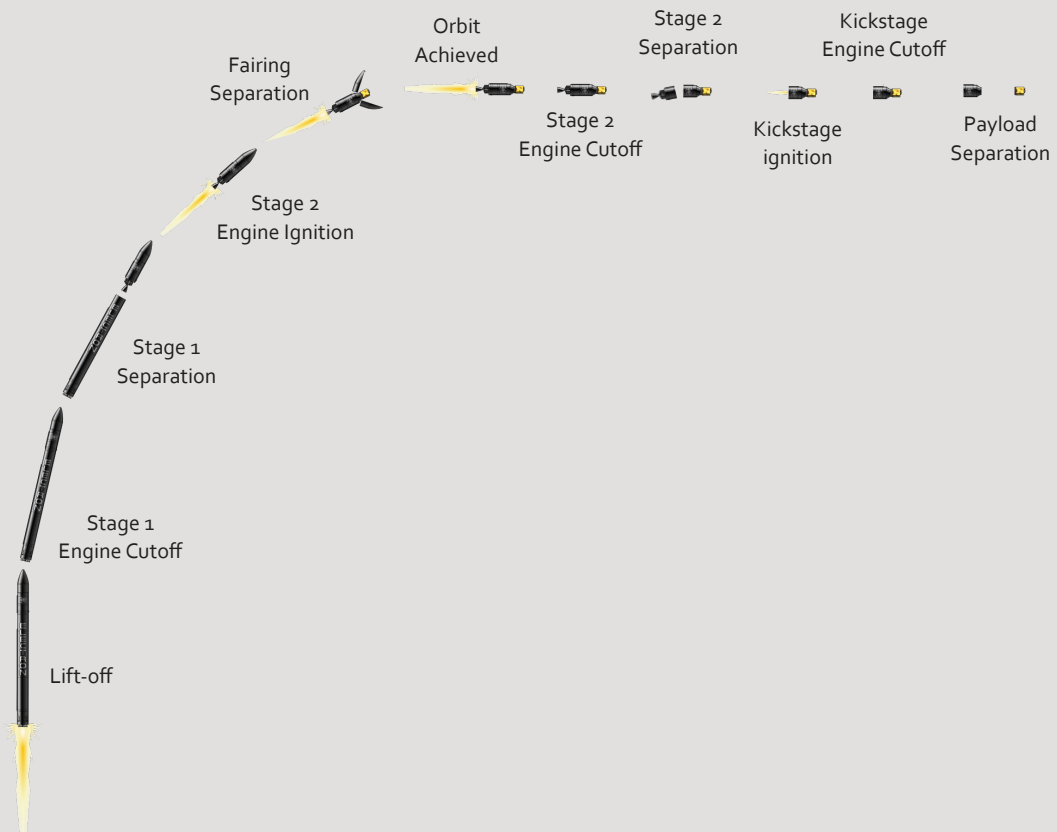 Lift-off
Stage 1
Engine Cutoff
Stage 1
Separation
Stage 2
Engine Ignition
Fairing
Separation
Orbit
Achieved
Stage 2
Engine Cutoff
Stage 2
Separation
Kickstage
ignition
Kickstage
Engine Cutoff
Payload
Separation